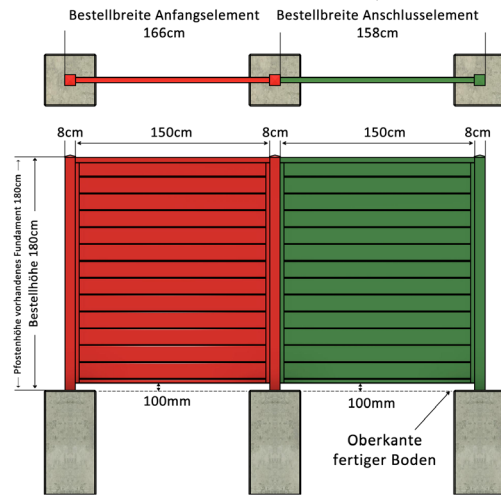 Bestellbreite Anfangselement
166cm
Bestellbreite Anschlusselement
158cm
8cm
150cm
8cm
150cm
8cm
Pfostenhöhe vorhandenes Fundament 180cm
Bestellhöhe 180cm
100mm
100mm
Oberkante
fertiger Boden